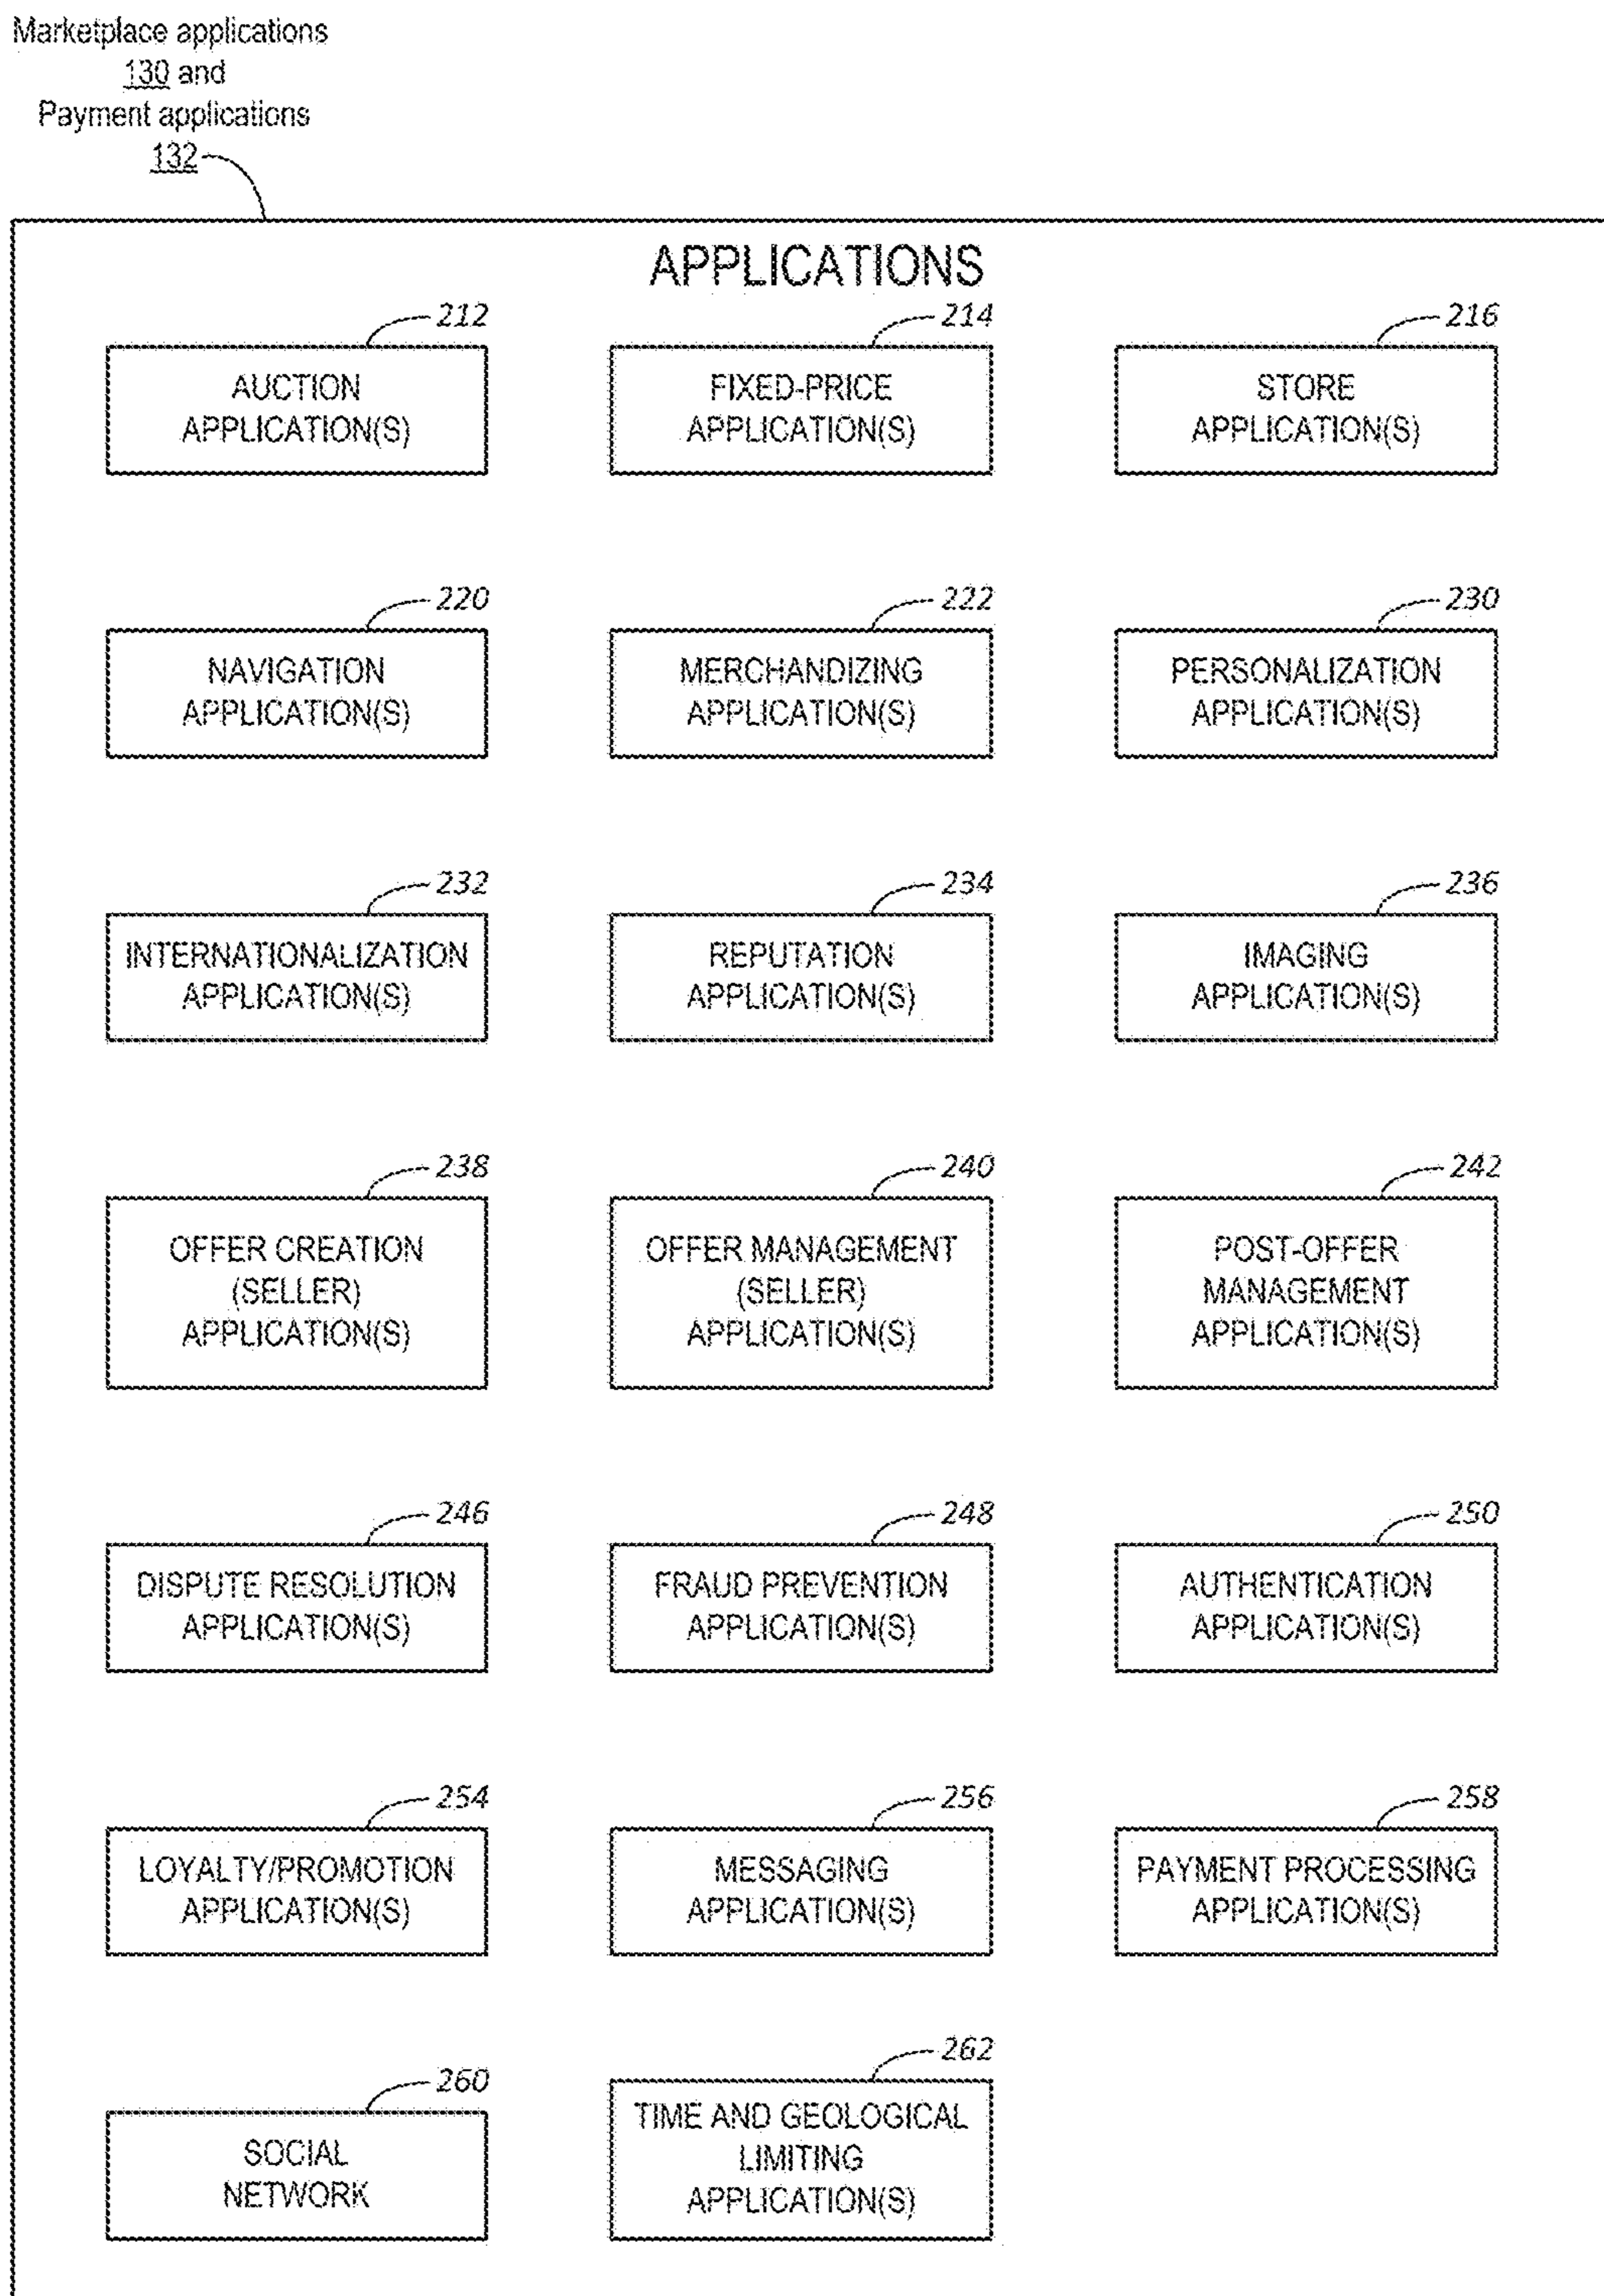 Marketplace applications
130 and
Payment applications
132
APPLICATIONS
212
AUCTION
APPLICATION(S)
214
FIXED-PRICE
APPLICATION(S)
216
STORE
APPLICATION(S)
220
NAVIGATION
APPLICATION(S)
222
MERCHANDIZING
APPLICATION(S)
230
PERSONALIZATION
APPLICATION(S)
232
INTERNATIONALIZATION
APPLICATION(S)
234
REPUTATION
APPLICATION(S)
236
IMAGING
APPLICATION(S)
238
OFFER CREATION
(SELLER)
APPLICATION(S)
240
OFFER MANAGEMENT
(SELLER)
APPLICATION(S)
242
POST-OFFER
MANAGEMENT
APPLICATION(S)
246
DISPUTE RESOLUTION
APPLICATION(S)
248
FRAUD PREVENTION
APPLICATION(S)
250
AUTHENTICATION
APPLICATION(S)
254
LOYALTY/PROMOTION
APPLICATION(S)
256
MESSAGING
APPLICATION(S)
258
PAYMENT PROCESSING
APPLICATION(S)
260
SOCIAL
NETWORK
262
TIME AND GEOLOGICAL
LIMITING
APPLICATION(S)